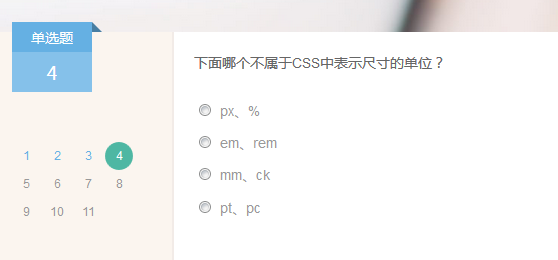 单选题
4
1 2 3 4
5 6 7 8
9 10 11
下面哪个不属于CSS中表示尺寸的单位？
px、%
em、rem
mm、ck
pt、pc